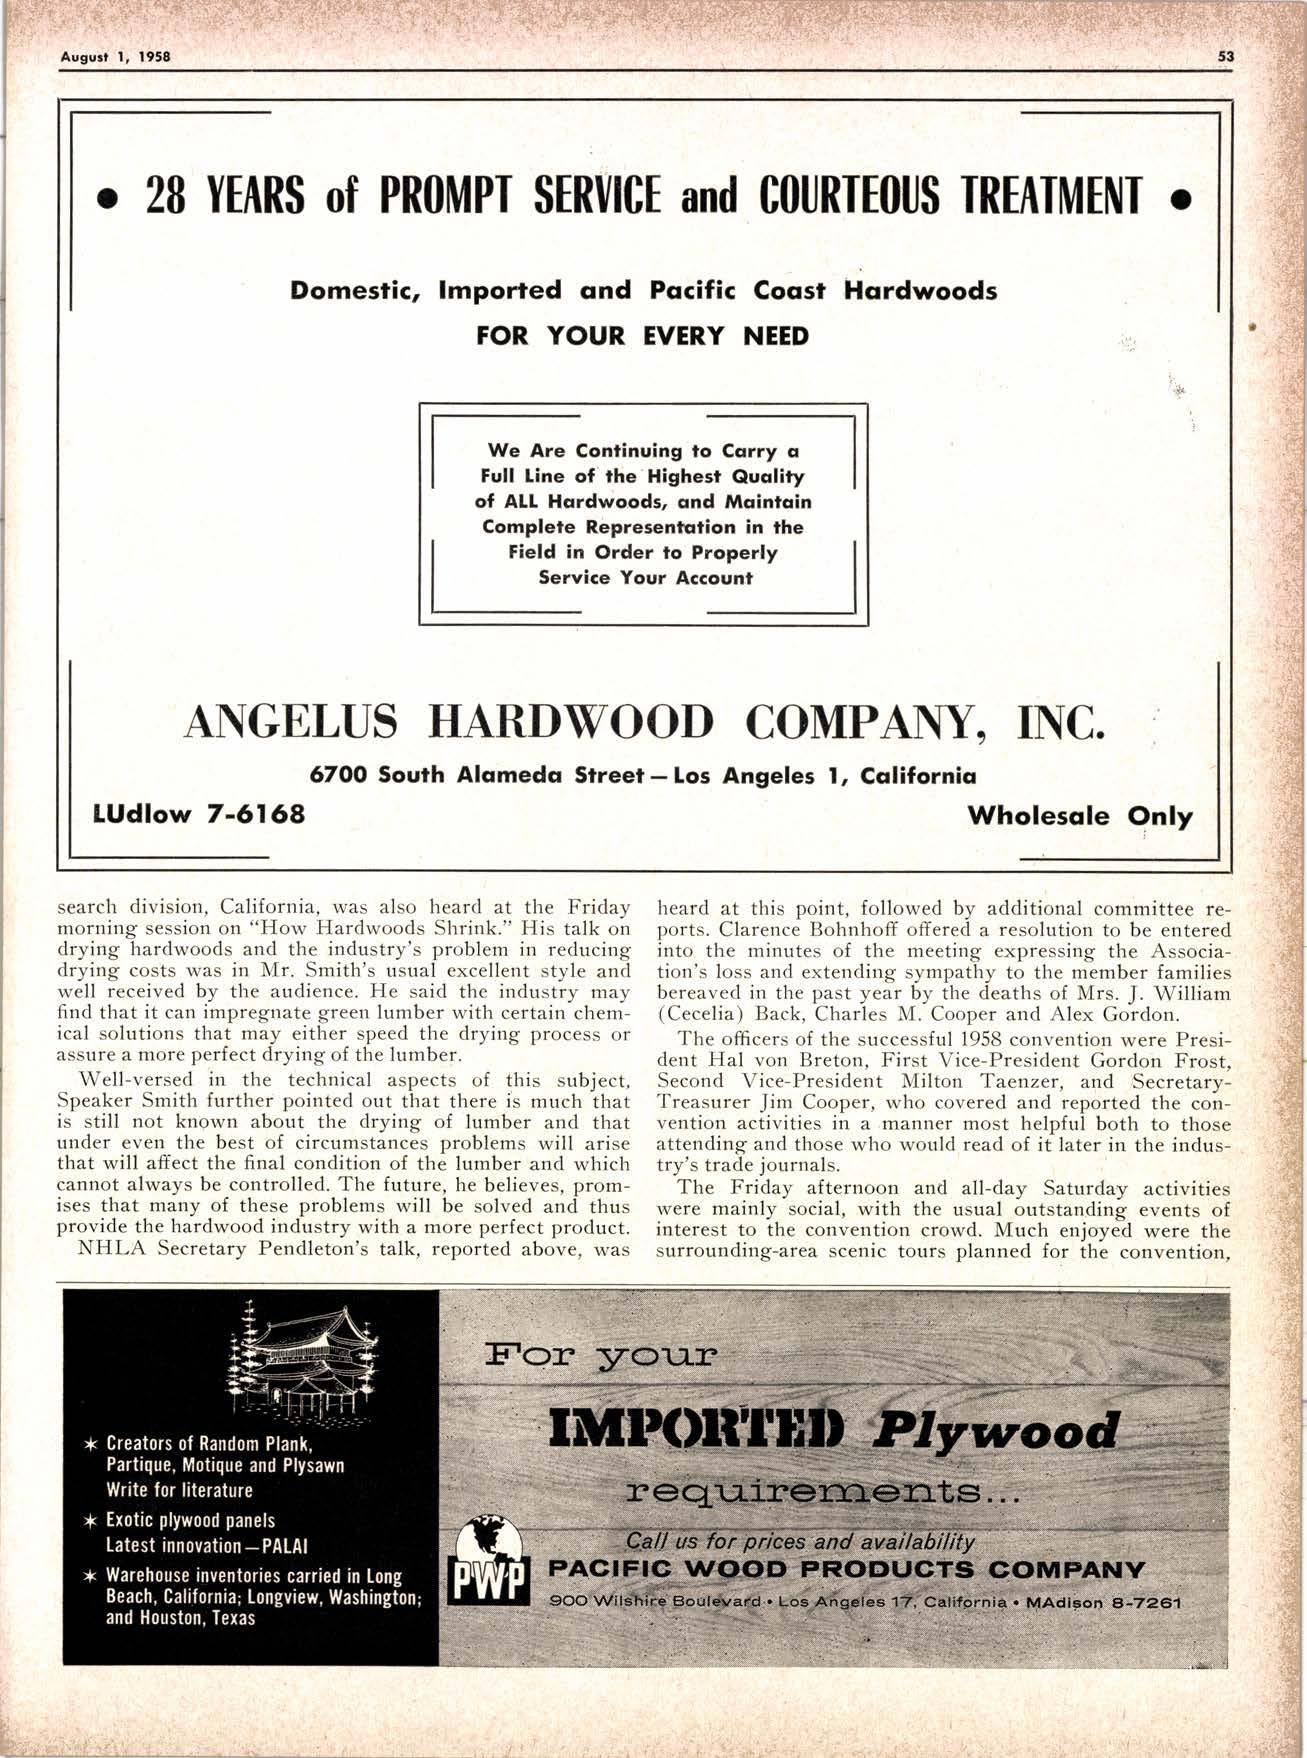 August 1, 1958
53
• 28 YEARS of PROMPT SERVICE and COURTEOUS TREATMENT •
Domestic, Imported and Pacific Coast Hardwoods
FOR YOUR EVERY NEED
We Are Continuing to Carry a
Full Line of the Highest Quality
of ALL Hardwoods, and Maintain
Complete Representation in the
Field in Order to Properly
Service Your Account
ANGELUS HARDWOOD COMPANY, INC.
6700 South Alameda Street — Los Angeles 1, California
LUdlow 7-6168
Wholesale Only
search division, California, was also heard at the Friday
morning session on "How Hardwoods Shrink." His talk on
drying hardwoods and the industry's problem in reducing
drying costs was in Mr. Smith's usual excellent style and
well received by the audience. He said the industry may
find that it can impregnate green lumber with certain chem-
ical solutions that may either speed the drying process or
assure a more perfect drying of the lumber.
Well-versed in the technical aspects of this subject,
Speaker Smith further pointed out that there is much that
is still not known about the drying of lumber and that
under even the best of circumstances problems will arise
that will affect the final condition of the lumber and which
cannot always be controlled. The future, he believes, prom-
ises that many of these problems will be solved and thus
provide the hardwood industry with a more perfect product.
NHLA Secretary Pendleton's talk, reported above, was
heard at this point, followed by additional committee re-
ports. Clarence Bohnhoff offered a resolution to be entered
into the minutes of the meeting expressing the Associa-
tion's loss and extending sympathy to the member families
bereaved in the past year by the deaths of Mrs. J. William
(Cecelia) Back, Charles M. Cooper and Alex Gordon.
The officers of the successful 1958 convention were Presi-
dent Hal von Breton, First Vice-President Gordon Frost,
Second Vice-President Milton Taenzer, and Secretary-
Treasurer Jim Cooper, who covered and reported the con-
vention activities in a manner most helpful both to those
attending and those who would read of it later in the indus-
try's trade journals.
The Friday afternoon and all-day Saturday activities
were mainly social, with the usual outstanding events of
interest to the convention crowd. Much enjoyed were the
surrounding-area scenic tours planned for the convention,
* Creators of Random Plank,
Partique, Motique and Plysawn
Write for literature
* Exotic plywood panels
Latest innovation — PALAI
* Warehouse inventories carried in Long
Beach, California; Longview, Washington;
and Houston, Texas
For your
IMPORTED Plywood
requirements...
Call us for prices and availability
PWP
PACIFIC WOOD PRODUCTS COMPANY
900 Wilshire Boulevard • Los Angeles 17, California • MAdison 8-7261